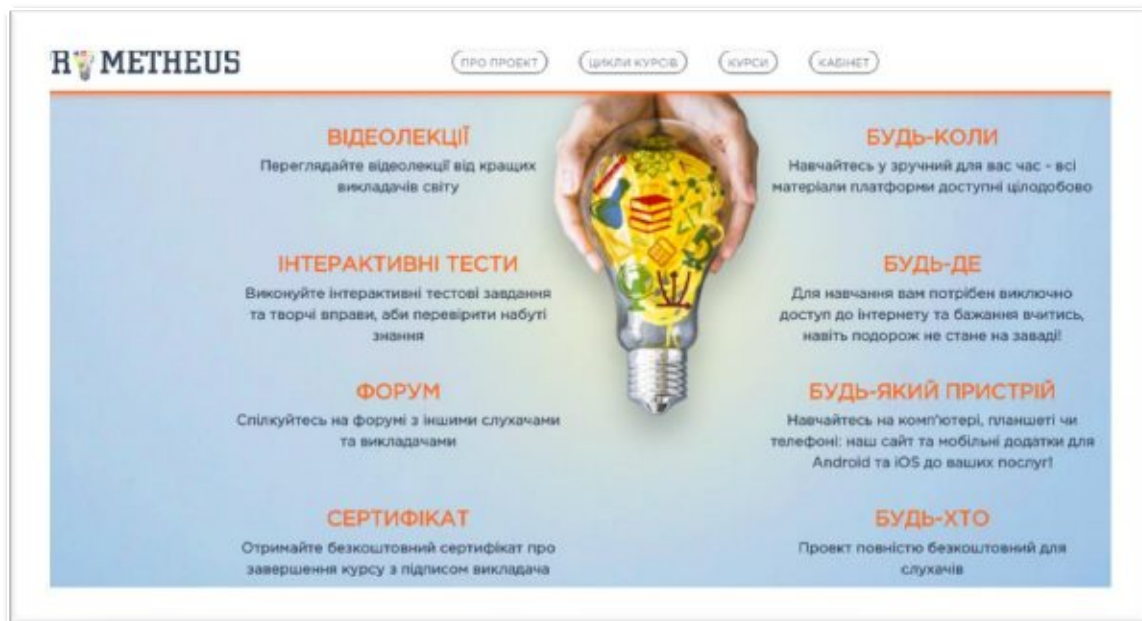 R METHEUS
ПРО ПРОЕКТ
ЦИКЛИ КУРСІВ
КУРСИ
КАБІНЕТ
ВІДЕОЛЕКЦІЇ
Переглядайте відеолекції від кращих
викладачів світу
ІНТЕРАКТИВНІ ТЕСТИ
Виконуйте інтерактивні тестові завдання
та творчі вправи, аби перевірити набуті
знання
ФОРУМ
Спілкуйтесь на форумі з іншими слухачами
та викладачами
СЕРТИФІКАТ
Отримайте безкоштовний сертифікат про
завершення курсу з підписом викладача
БУДЬ-КОЛИ
Навчайтесь у зручний для вас час - всі
матеріали платформи доступні цілодобово
БУДЬ-ДЕ
Для навчання вам потрібен виключно
доступ до інтернету та бажання вчитись,
навіть подорож не стане на заваді!
БУДЬ-ЯКИЙ ПРИСТРІЙ
Навчайтесь на комп'ютері, планшеті чи
телефоні: наш сайт та мобільні додатки для
Android та iOS до ваших послуг!
БУДЬ-ХТО
Проект повністю безкоштовний для
слухачів